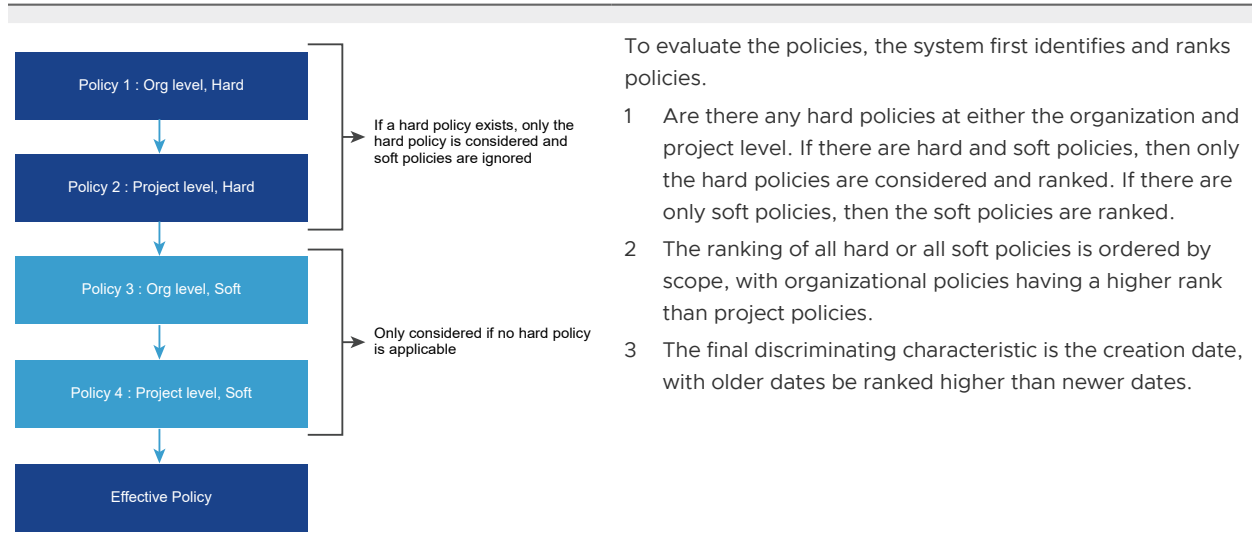 Policy 1 : Org level, Hard
Policy 2 : Project level, Hard
Policy 3 : Org level, Soft
Policy 4 : Project level, Soft
Effective Policy
If a hard policy exists, only the
hard policy is considered and
soft policies are ignored
Only considered if no hard policy
is applicable
To evaluate the policies, the system first identifies and ranks
policies.
1 Are there any hard policies at either the organization and
project level. If there are hard and soft policies, then only
the hard policies are considered and ranked. If there are
only soft policies, then the soft policies are ranked.
2 The ranking of all hard or all soft policies is ordered by
scope, with organizational policies having a higher rank
than project policies.
3 The final discriminating characteristic is the creation date,
with older dates be ranked higher than newer dates.